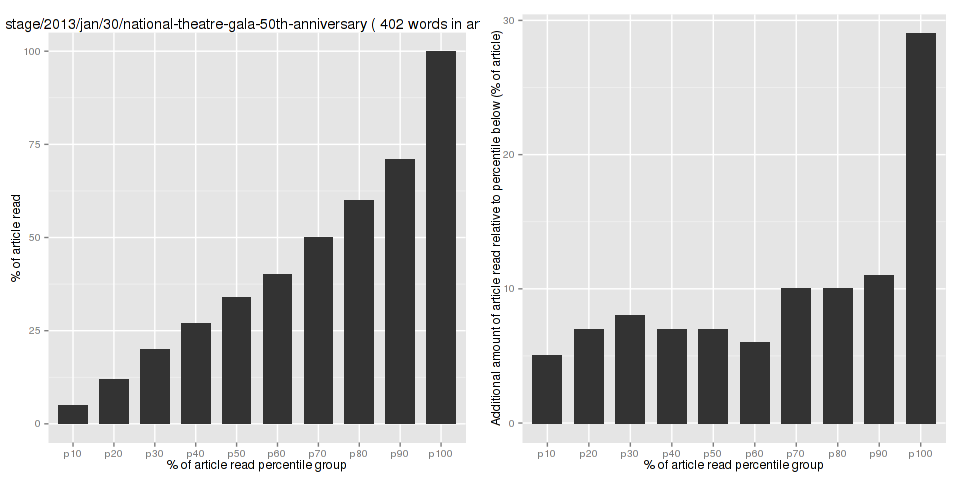 stage/2013/jan/30/national-theatre-gala-50th-anniversary ( 402 words in ar
% of article read
100
75
50
25
0
p10 p20 p30 p40 p50 p60 p70 p80 p90 p100
% of article read percentile group
Additional amount of article read relative to percentile below (% of article)
30
20
10
0
p10 p20 p30 p40 p50 p60 p70 p80 p90 p100
% of article read percentile group